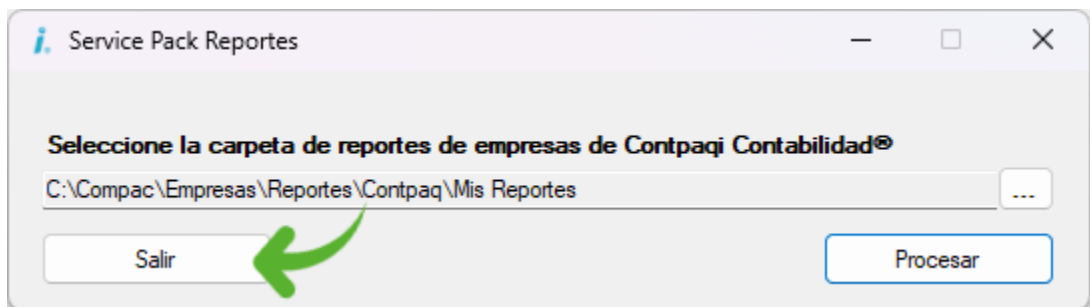 Service Pack Reportes
Seleccione la carpeta de reportes de empresas de Contpaqi Contabilidad®
C:\Compac\Empresas\Reportes\Contpaq\Mis Reportes
...
Salir
Procesar